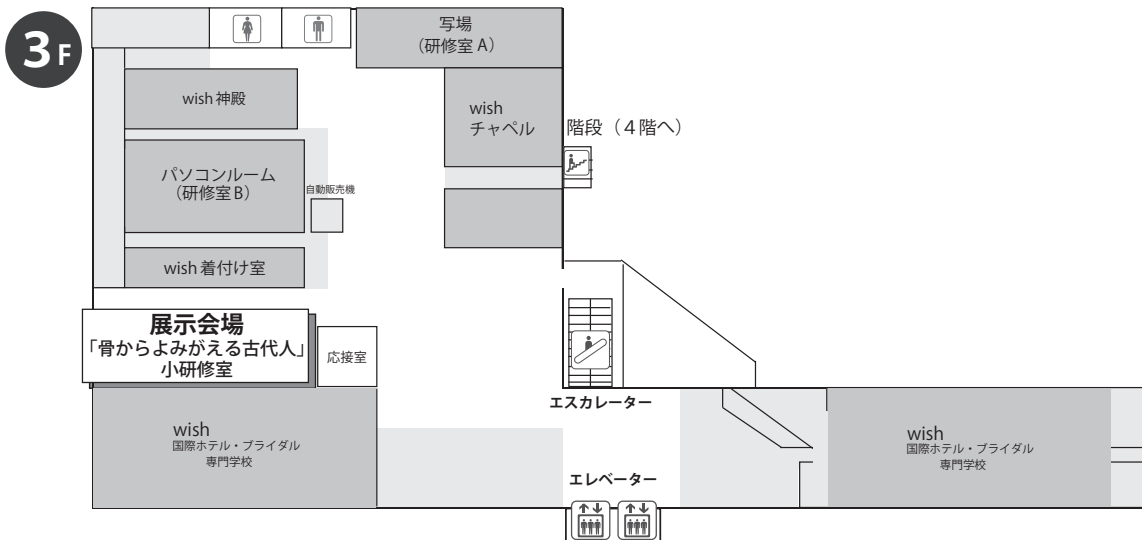 3F
写場
（研修室 A）
wish 神殿
wish
チャペル
階段（４階へ）
パソコンルーム
（研修室 B）
自動販売機
wish 着付け室
展示会場
「骨からよみがえる古代人」
小研修室
応接室
エスカレーター
wish
国際ホテル・ブライダル
専門学校
wish
国際ホテル・ブライダル
専門学校
エレベーター